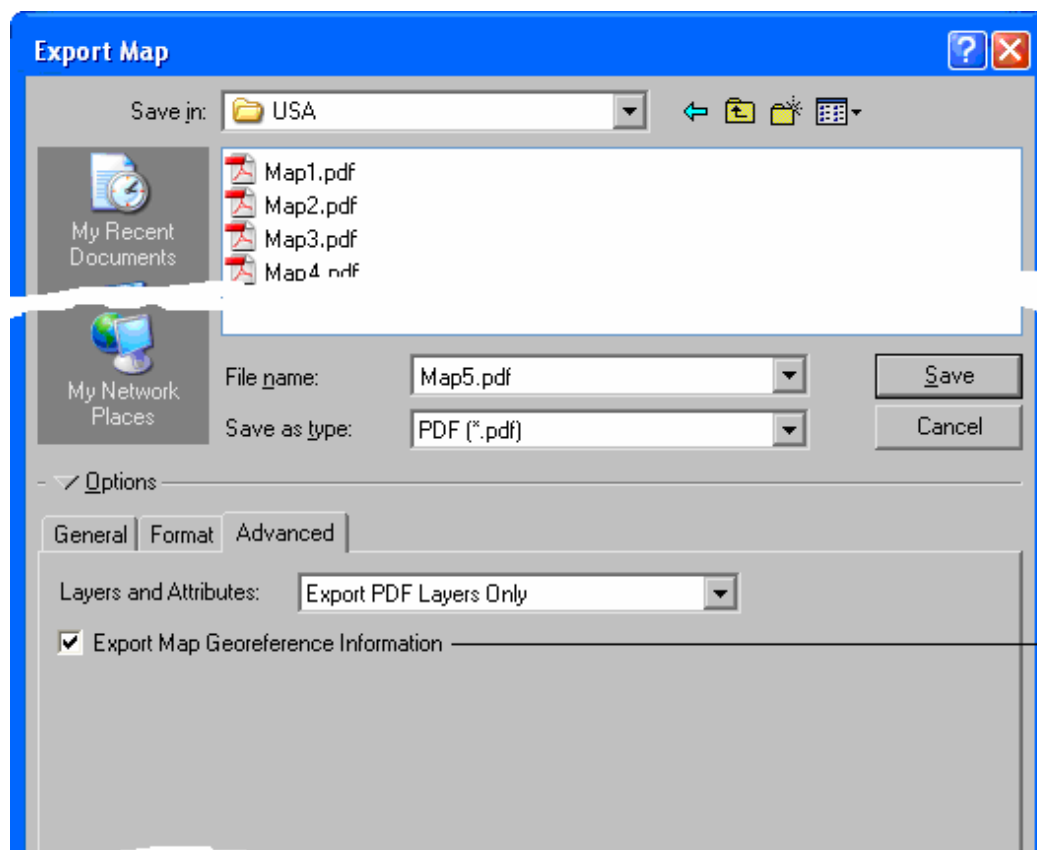 Export Map
Save in: USA
Map1.pdf
Map2.pdf
Map3.pdf
Map4.pdf
My Recent
Documents
My Network
Places
File name: Map5.pdf Save
Save as type: PDF (*.pdf) Cancel
Options
General Format Advanced
Layers and Attributes: Export PDF Layers Only
Export Map Georeference Information